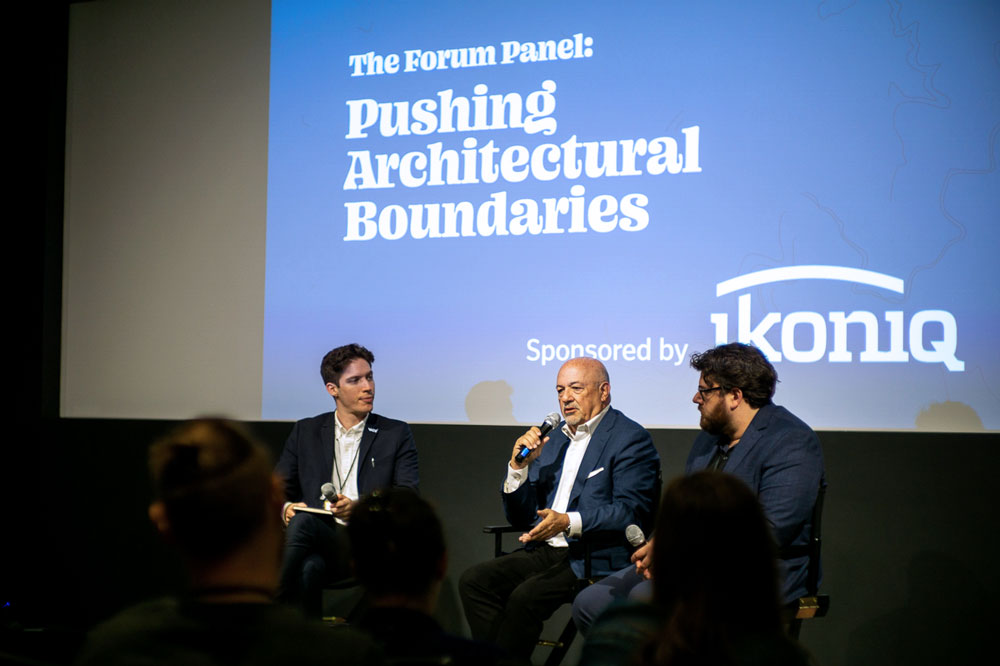 The Forum Panel:
Pushing
Architectural
Boundaries
Sponsored by ikoniq